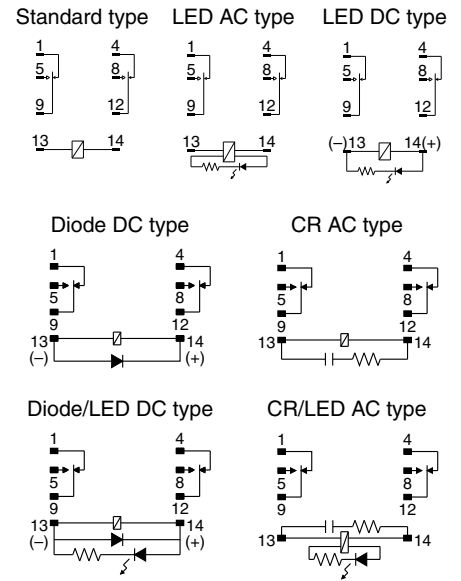 Standard type LED AC type LED DC type
1 4 1 4 1 4
5 8 5 8 5 8
9 12 9 12 9 12
13 14 13 14 (–)13 14(+)
Diode DC type CR AC type
1 4 1 4
5 8 5 8
9 12 9 12
13 14 13 14
(–) (+)
Diode/LED DC type CR/LED AC type
1 4 1 4
5 8 5 8
9 12 9 12
13 14 13 14
(–) (+)